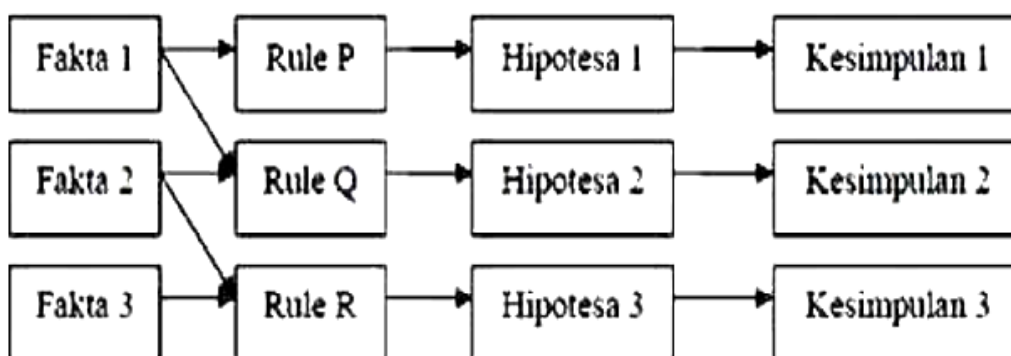 Fakta 1 Rule P Hipotesa 1 Kesimpulan 1
Fakta 2 Rule Q Hipotesa 2 Kesimpulan 2
Fakta 3 Rule R Hipotesa 3 Kesimpulan 3